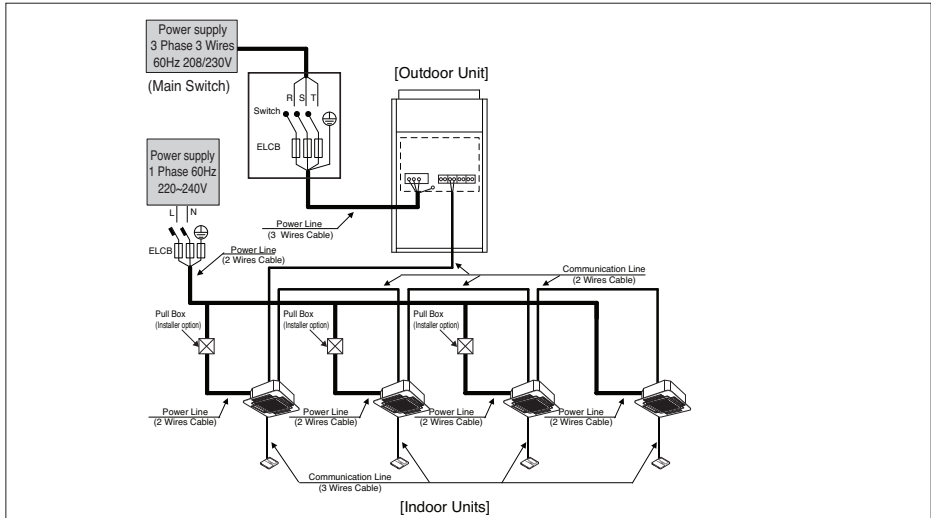 Power supply
3 Phase 3 Wires
60Hz 208/230V
(Main Switch)
[Outdoor Unit]
R S T
Switch
ELCB
Power supply
1 Phase 60Hz
220~240V
L N
ELCB
Power Line
(2 Wires Cable)
Power Line
(3 Wires Cable)
Communication Line
(2 Wires Cable)
Pull Box
(Installer option)
Pull Box
(Installer option)
Pull Box
(Installer option)
Power Line
(2 Wires Cable)
Power Line
(2 Wires Cable)
Power Line
(2 Wires Cable)
Power Line
(2 Wires Cable)
Communication Line
(3 Wires Cable)
[Indoor Units]